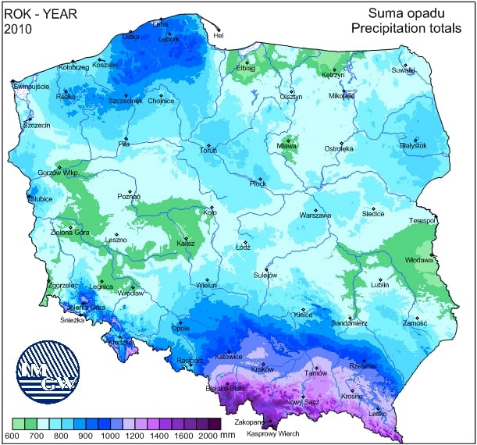 ROK - YEAR
2010
Suma opadu
Precipitation totals
Łeba
Ustka
Lębork
Hel
Kołobrzeg
Koszalin
Elbląg
Kętrzyn
Suwałki
Świnoujście
Resko
Szczecinek
Chojnice
Olsztyn
Mikołajki
Szczecin
Piła
Toruń
Mława
Ostrołęka
Białystok
Gorzów Wlkp.
Słubice
Poznań
Płock
Koło
Warszawa
Siedlce
Terespol
Zielona Góra
Leszno
Kalisz
Łódź
Włodawa
Sulejów
Zgorzelec
Legnica
Wrocław
Wieluń
Lublin
Jelenia Góra
Śnieżka
Kłodzko
Opole
Kielce
Sandomierz
Zamość
Racibórz
Katowice
Kraków
Tarnów
Rzeszów
Bielsko-Biała
Nowy Sącz
Krosno
Lesko
Zakopane
Kasprowy Wierch
IMGW
600 700 800 900 1000 1200 1400 1600 1800 2000 mm